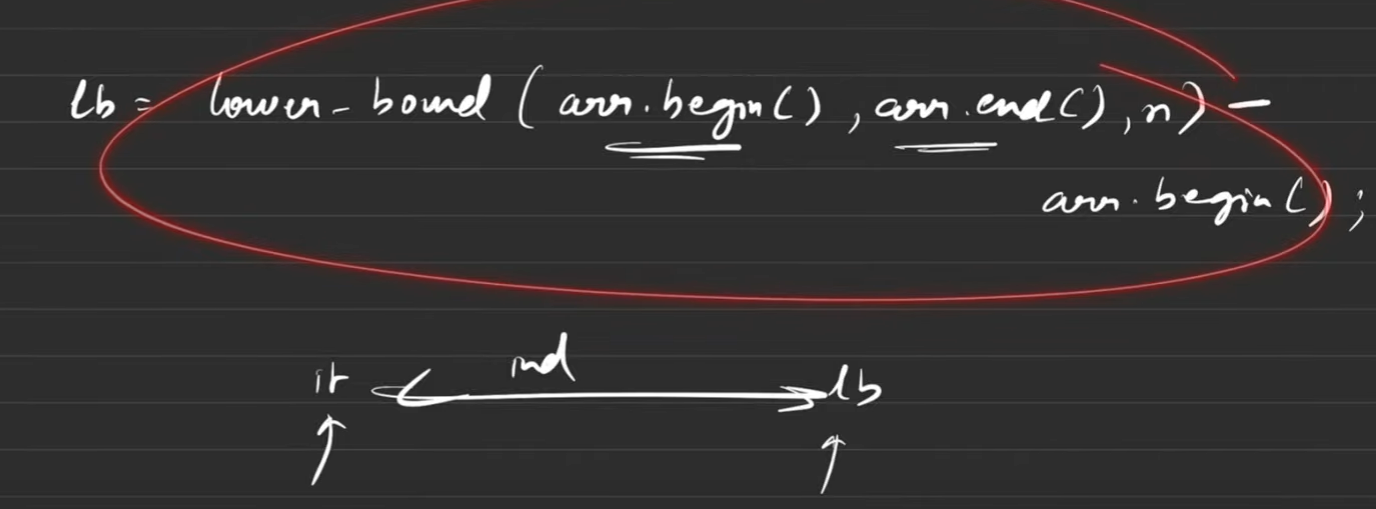 lb = lower_bound ( arr.begin() , arr.end() , n ) -
arr.begin() ;
ind
it lb